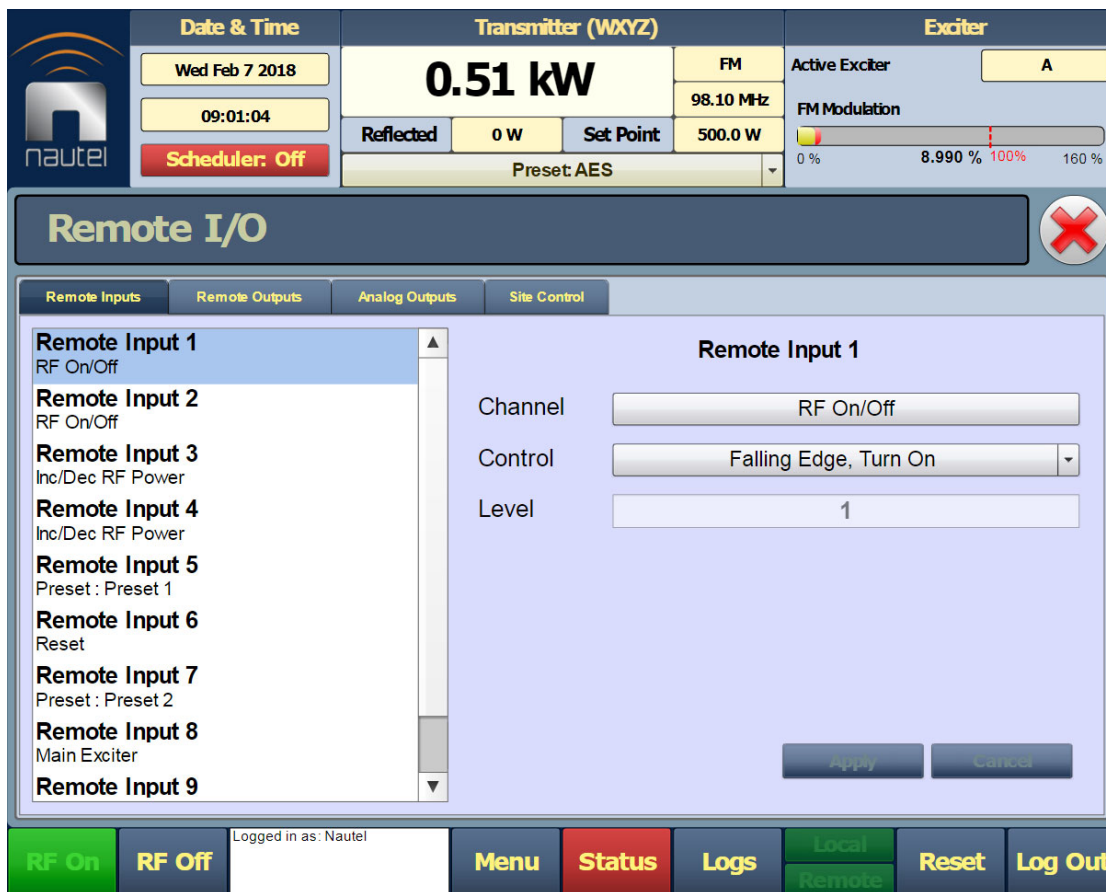 Date & Time
Transmitter (WXYZ)
Exciter
nautel
Wed Feb 7 2018
09:01:04
Scheduler: Off
0.51 kW
FM
98.10 MHz
Reflected
0 W
Set Point
500.0 W
Preset: AES
Active Exciter
A
FM Modulation
0 %
8.990 %
100%
160 %
Remote I/O
Remote Inputs
Remote Outputs
Analog Outputs
Site Control
Remote Input 1
RF On/Off
Remote Input 2
RF On/Off
Remote Input 3
Inc/Dec RF Power
Remote Input 4
Inc/Dec RF Power
Remote Input 5
Preset : Preset 1
Remote Input 6
Reset
Remote Input 7
Preset : Preset 2
Remote Input 8
Main Exciter
Remote Input 9
Remote Input 1
Channel
RF On/Off
Control
Falling Edge, Turn On
Level
1
Apply
Cancel
RF On
RF Off
Logged in as: Nautel
Menu
Status
Logs
Local
Remote
Reset
Log Out